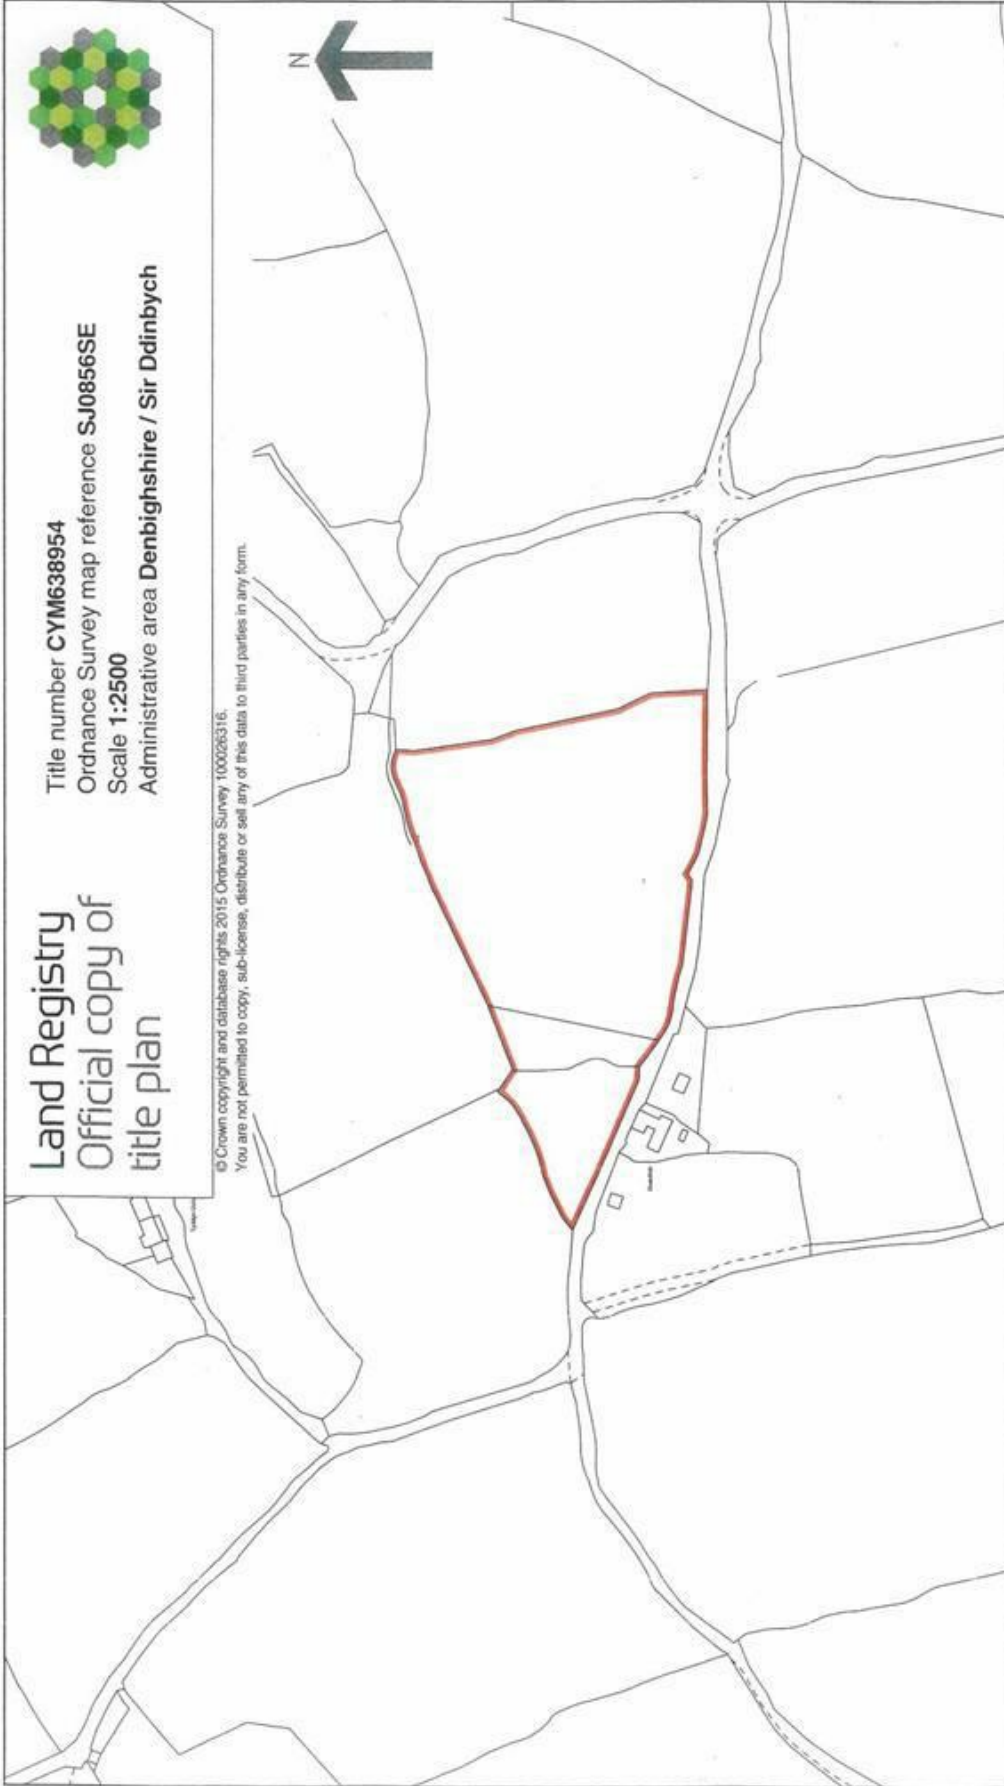 Land Registry
Official copy of
title plan
Title number CYM638954
Ordnance Survey map reference SJ0856SE
Scale 1:2500
Administrative area Denbighshire / Sir Ddinbych
© Crown copyright and database rights 2015 Ordnance Survey 100026316.
You are not permitted to copy, sub-license, distribute or sell any of this data to third parties in any form.
N